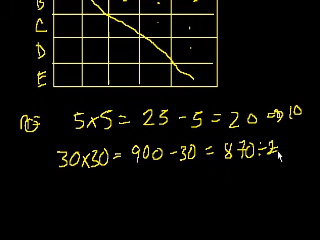 B
C
D
E
5x5 = 25 - 5 = 20 ⇒ 10
30x30 = 900 - 30 = 870 ÷ 2